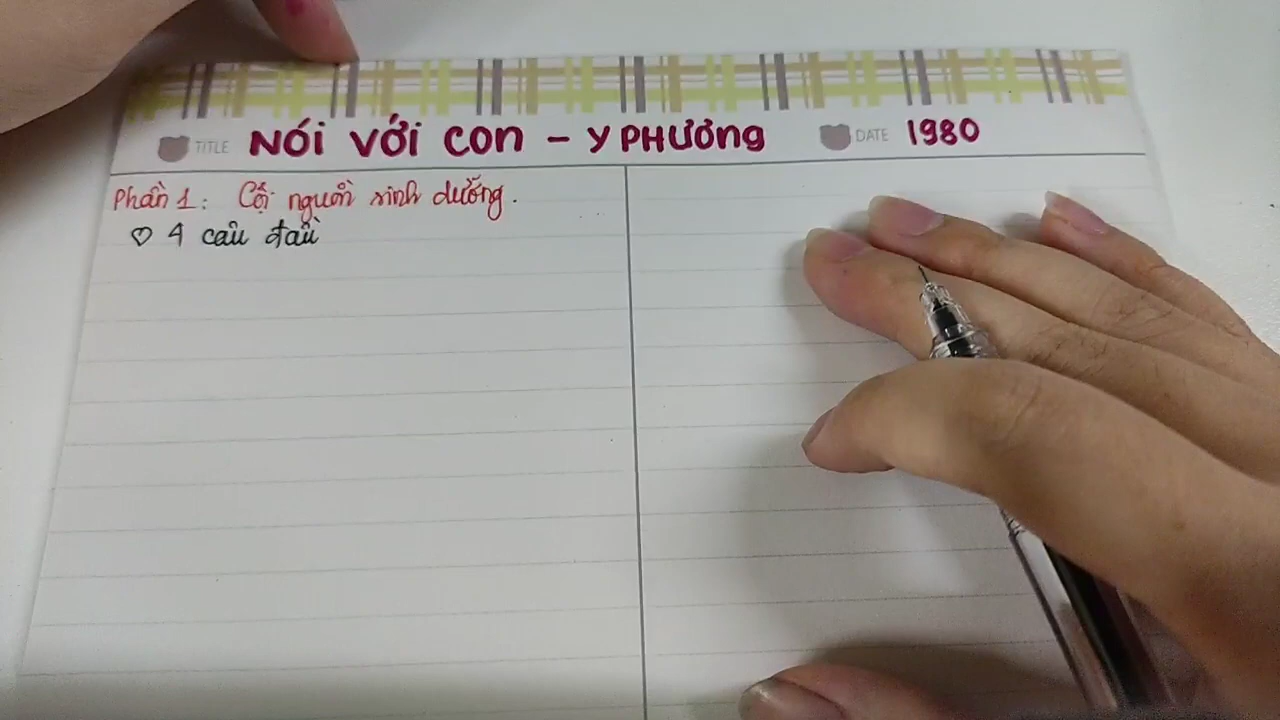 TITLE NÓI VỚI CON - Y PHƯƠNG DATE 1980
Phần 1: Cội nguồn sinh dưỡng.
♡ 4 câu đầu